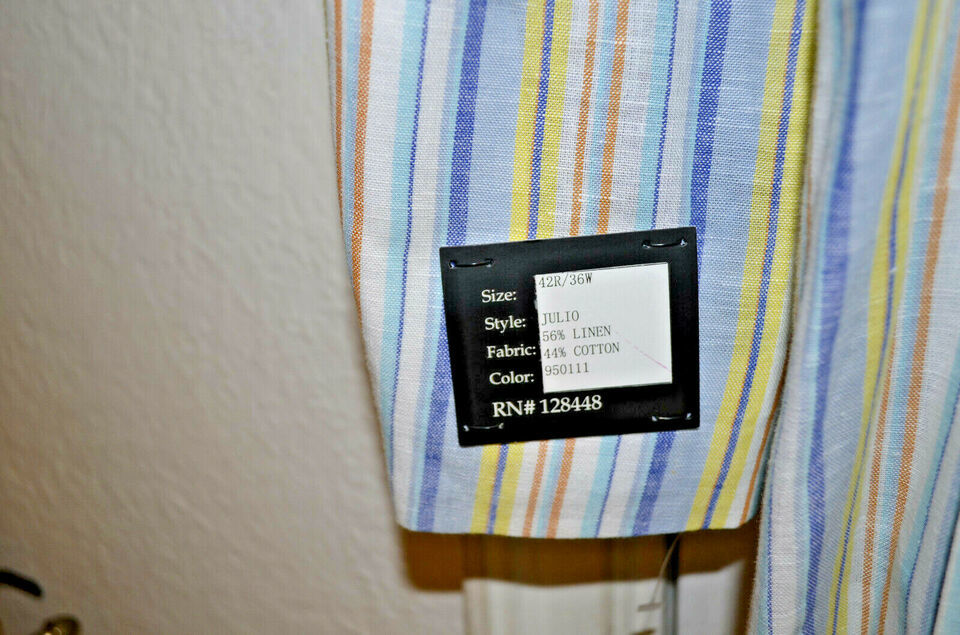 Size: 42R/36W
Style: JULIO
56% LINEN
Fabric: 44% COTTON
Color: 950111
RN# 128448